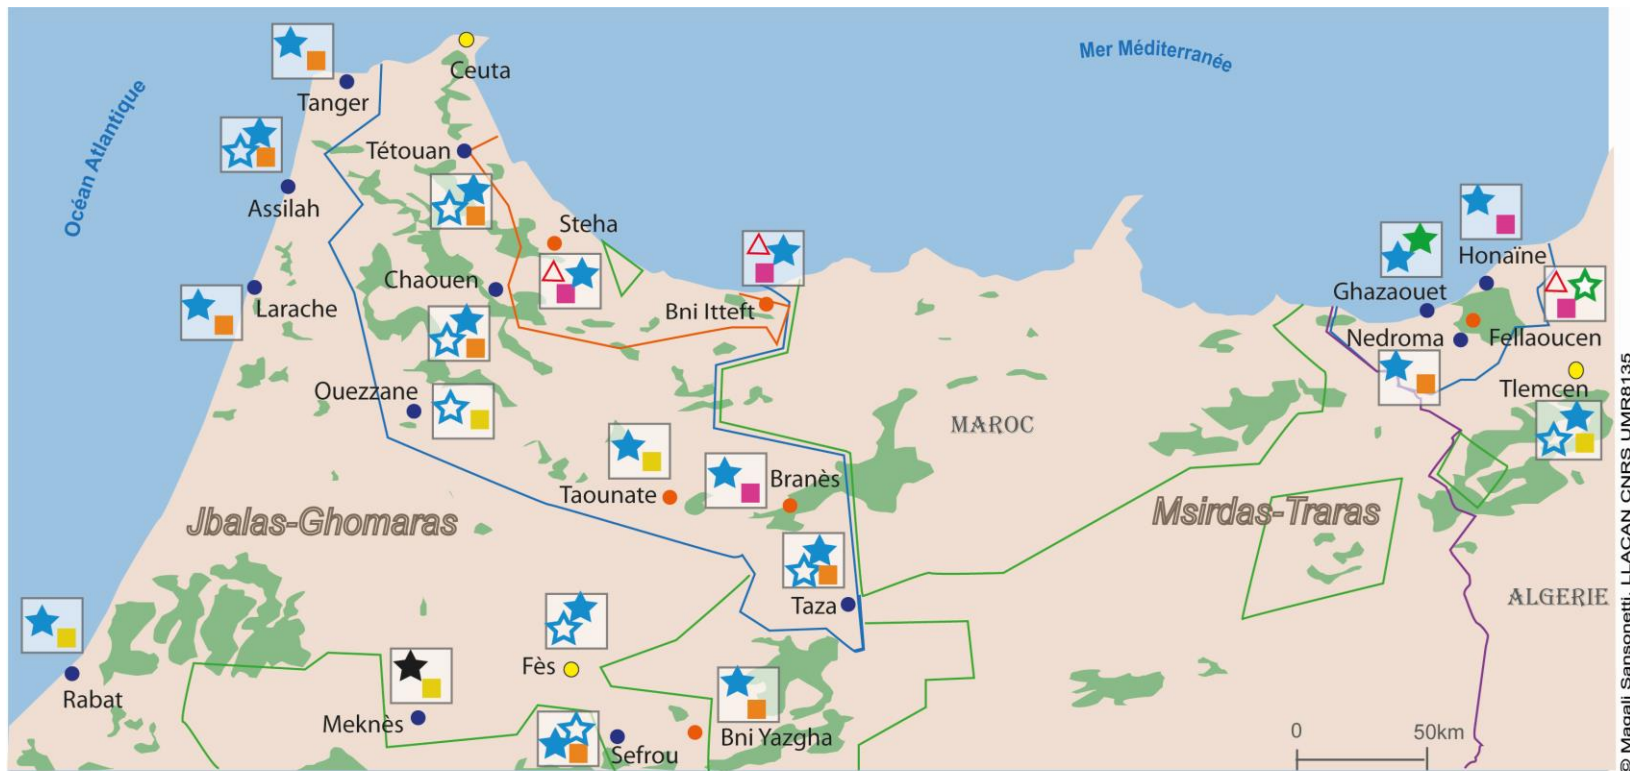 Océan Atlantique
Mer Méditerranée
Ceuta
Tanger
Tétouan
Assilah
Steha
Chaouen
Larache
Bni Itteft
Honaïne
Ghazaouet
Nedroma
Fellaoucen
Tlemcen
Ouezzane
MAROC
Taounate
Branès
Jbalas-Ghomaras
Msirdas-Traras
Taza
ALGERIE
Fès
Rabat
Meknès
Sefrou
Bni Yazgha
0
50km
© Magali Sansonetti, LLACAN CNRS UMR8135